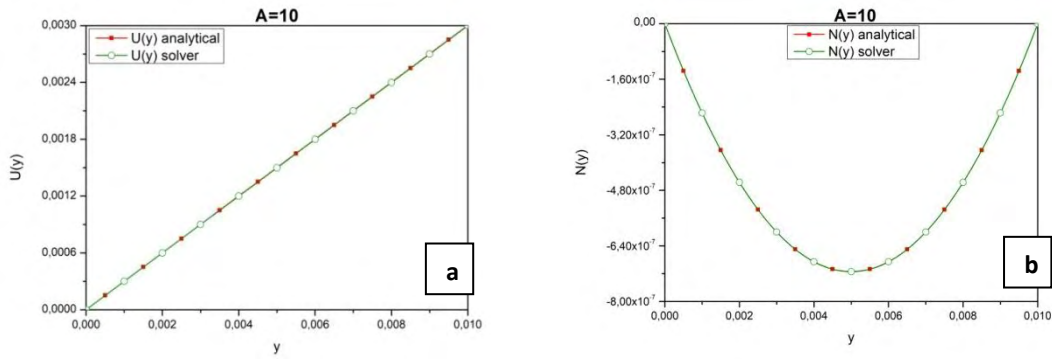 A=10
0,0030
U(y) analytical
U(y) solver
0,0024
0,0018
U(y)
0,0012
0,0006
0,0000
a
0,000 0,002 0,004 0,006 0,008 0,010
y
A=10
0,00
N(y) analytical
N(y) solver
-1,60x10⁻⁷
-3,20x10⁻⁷
N(y)
-4,80x10⁻⁷
-6,40x10⁻⁷
-8,00x10⁻⁷
b
0,000 0,002 0,004 0,006 0,008 0,010
y